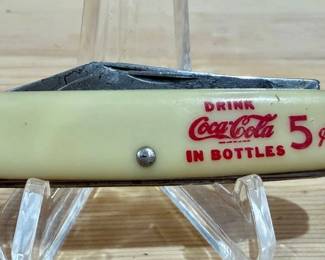 DRINK
Coca-Cola 5¢
IN BOTTLES